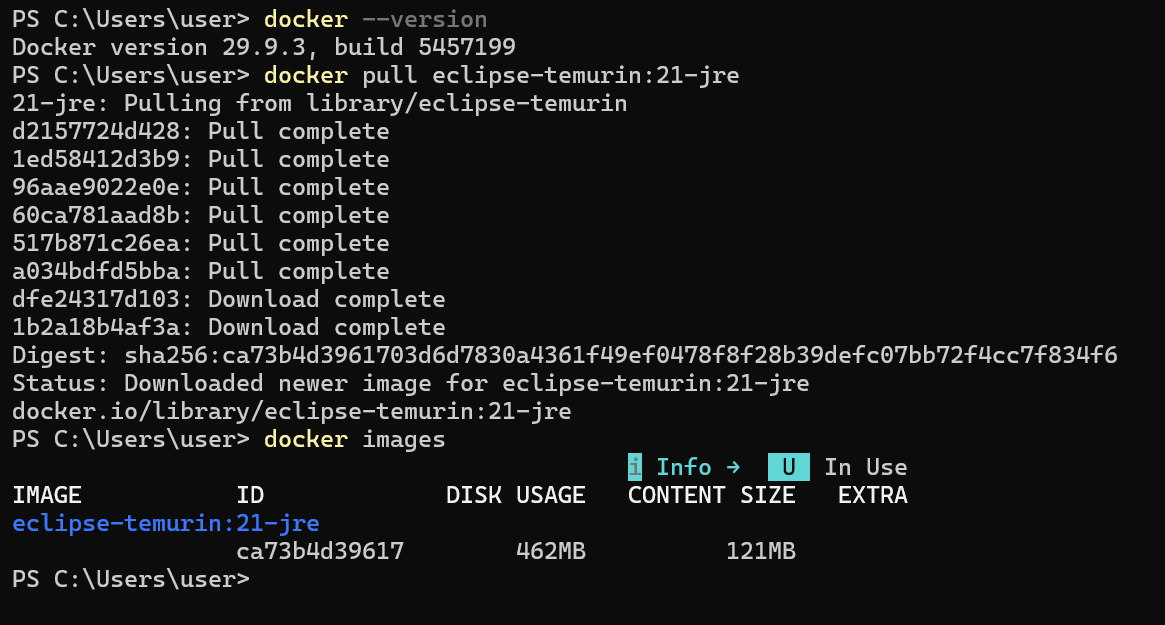 PS C:\Users\user> docker --version
Docker version 29.9.3, build 5457199
PS C:\Users\user> docker pull eclipse-temurin:21-jre
21-jre: Pulling from library/eclipse-temurin
d2157724d428: Pull complete
1ed58412d3b9: Pull complete
96aae9022e0e: Pull complete
60ca781aad8b: Pull complete
517b871c26ea: Pull complete
a034bdfd5bba: Pull complete
dfe24317d103: Download complete
1b2a18b4af3a: Download complete
Digest: sha256:ca73b4d3961703d6d7830a4361f49ef0478f8f28b39defc07bb72f4cc7f834f6
Status: Downloaded newer image for eclipse-temurin:21-jre
docker.io/library/eclipse-temurin:21-jre
PS C:\Users\user> docker images
i Info → U In Use
IMAGE ID DISK USAGE CONTENT SIZE EXTRA
eclipse-temurin:21-jre
ca73b4d39617 462MB 121MB
PS C:\Users\user>